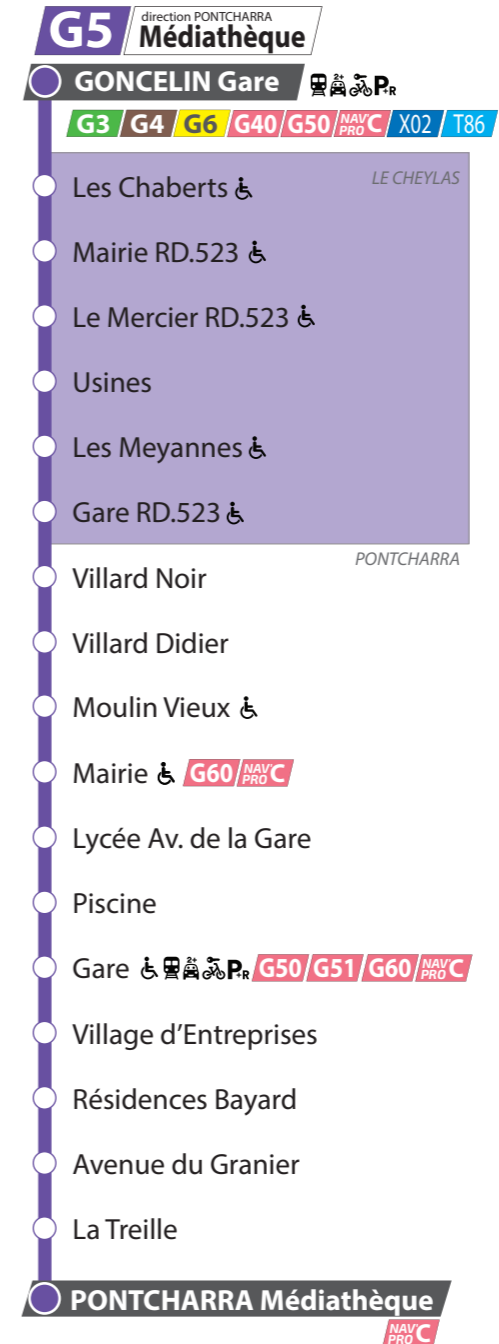 G5 direction PONTCHARRA
Médiathèque
GONCELIN Gare 2+ P+R
G3 G4 G6 G40 G50 NAV'C PRO X02 T86
LE CHEYLAS
Les Chaberts
Mairie RD.523
Le Mercier RD.523
Usines
Les Meyannes
Gare RD.523
PONTCHARRA
Villard Noir
Villard Didier
Moulin Vieux
Mairie G60 NAV'C PRO
Lycée Av. de la Gare
Piscine
Gare 2+ P+R G50 G51 G60 NAV'C PRO
Village d'Entreprises
Résidences Bayard
Avenue du Granier
La Treille
PONTCHARRA Médiathèque
NAV'C PRO